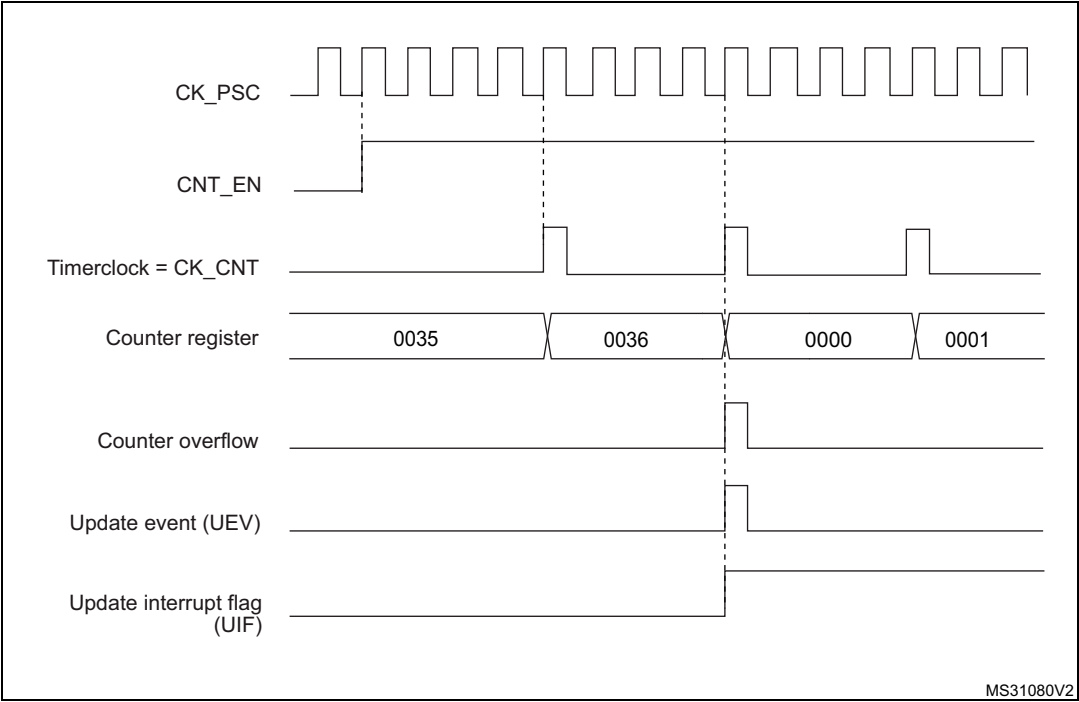 CK_PSC
CNT_EN
Timerclock = CK_CNT
Counter register
0035
0036
0000
0001
Counter overflow
Update event (UEV)
Update interrupt flag
(UIF)
MS31080V2